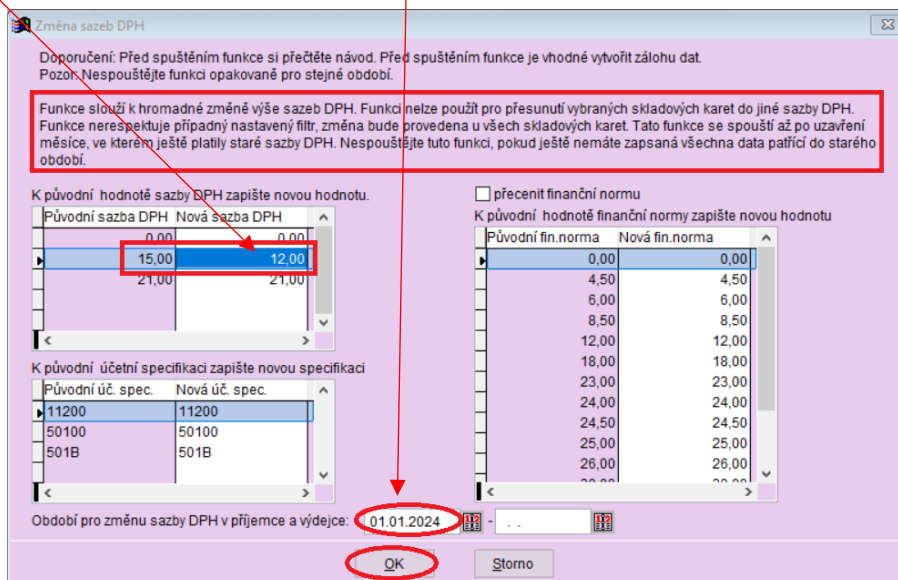 Změna sazeb DPH
Doporučení: Před spuštěním funkce si přečtěte návod. Před spuštěním funkce je vhodné vytvořit zálohu dat.
Pozor: Nespouštějte funkci opakovaně pro stejné období.
Funkce slouží k hromadné změně výše sazeb DPH. Funkci nelze použít pro přesunutí vybraných skladových karet do jiné sazby DPH.
Funkce nerespektuje případný nastavený filtr, změna bude provedena u všech skladových karet. Tato funkce se spouští až po uzavření
měsíce, ve kterém ještě platily staré sazby DPH. Nespouštějte tuto funkci, pokud ještě nemáte zapsaná všechna data patřící do starého
období.
K původní hodnotě sazby DPH zapište novou hodnotu.
Původní sazba DPH Nová sazba DPH
0,00 0,00
15,00 12,00
21,00 21,00
K původní účetní specifikaci zapište novou specifikaci
Původní úč. spec. Nová úč. spec.
11200 11200
50100 50100
501B 501B
přecenit finanční normu
K původní hodnotě finanční normy zapište novou hodnotu
Původní fin.norma Nová fin.norma
0,00 0,00
4,50 4,50
6,00 6,00
8,50 8,50
12,00 12,00
18,00 18,00
23,00 23,00
24,00 24,00
24,50 24,50
25,00 25,00
26,00 26,00
Období pro změnu sazby DPH v příjemce a výdejce: 01.01.2024 - . .
OK Storno